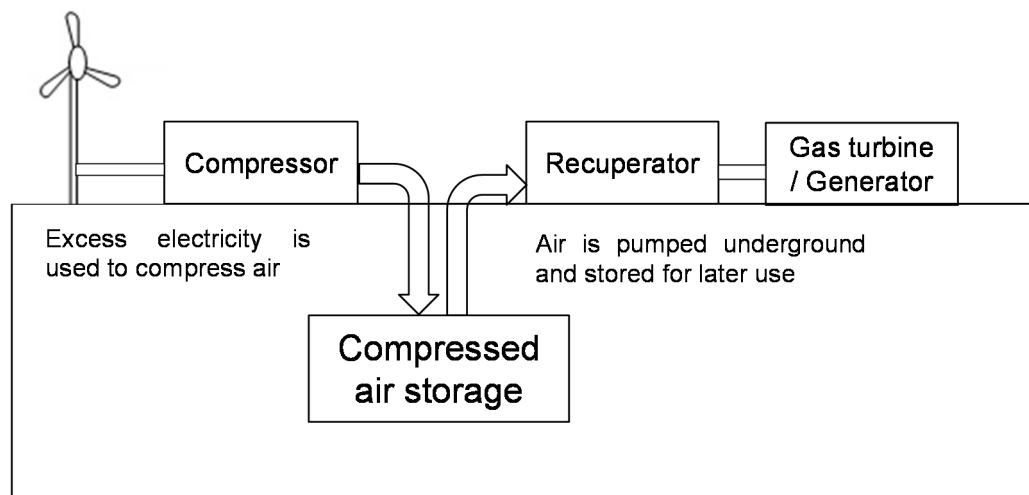 Compressor
Recuperator
Gas turbine
/ Generator
Excess electricity is
used to compress air
Air is pumped underground
and stored for later use
Compressed
air storage